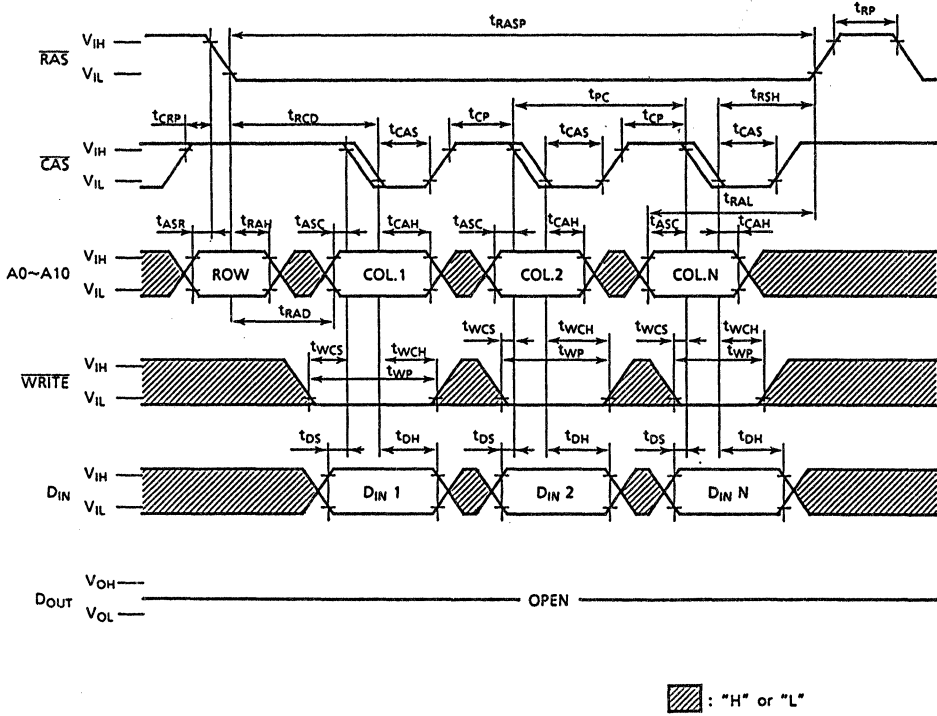 tRASP tRP
RAS VIH
VIL
tCRP tRCD tCAS tCP tPC tCAS tCP tRSH tCAS
CAS VIH
VIL
tRAL
tASR tRAH tASC tCAH tASC tCAH tASC tCAH
A0~A10 VIH
VIL
ROW COL.1 COL.2 COL.N
tRAD
tWCS tWCH tWCS tWCH tWCS tWCH
tWP tWP tWP
WRITE VIH
VIL
tDS tDH tDS tDH tDS tDH
DIN VIH
VIL
DIN 1 DIN 2 DIN N
DOUT VOH
VOL
OPEN
: "H" or "L"